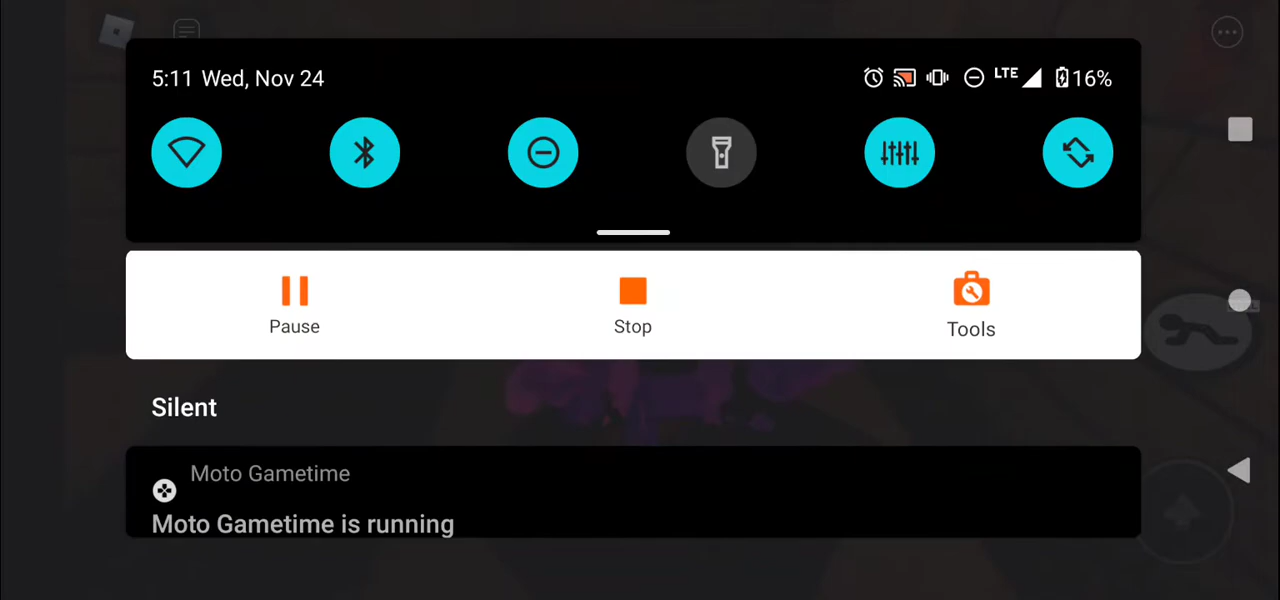 5:11 Wed, Nov 24
LTE 16%
Pause
Stop
Tools
Silent
Moto Gametime
Moto Gametime is running